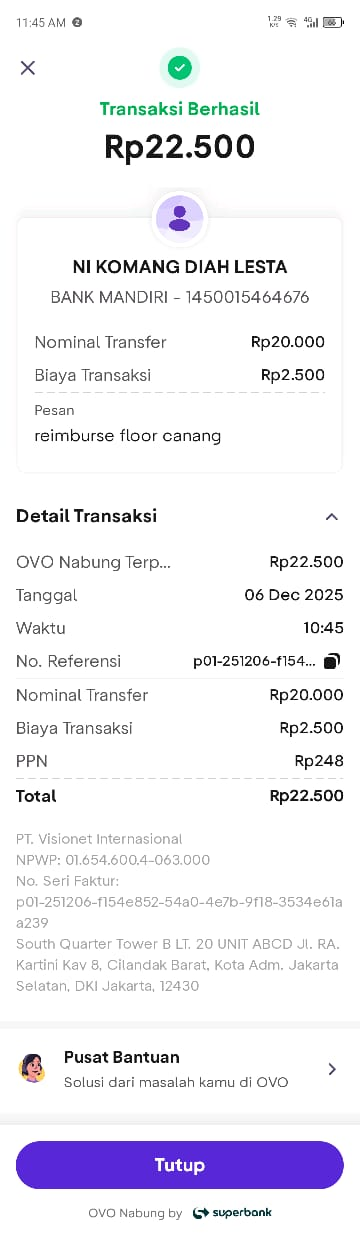 11:45 AM 2
1.29 K/s 4G 66
Transaksi Berhasil
Rp22.500
NI KOMANG DIAH LESTA
BANK MANDIRI - 1450015464676
Nominal Transfer Rp20.000
Biaya Transaksi Rp2.500
Pesan
reimburse floor canang
Detail Transaksi
OVO Nabung Terp... Rp22.500
Tanggal 06 Dec 2025
Waktu 10:45
No. Referensi p01-251206-f154...
Nominal Transfer Rp20.000
Biaya Transaksi Rp2.500
PPN Rp248
Total Rp22.500
PT. Visionet Internasional
NPWP: 01.654.600.4-063.000
No. Seri Faktur:
p01-251206-f154e852-54a0-4e7b-9f18-3534e61a
a239
South Quarter Tower B LT. 20 UNIT ABCD Jl. RA.
Kartini Kav 8, Cilandak Barat, Kota Adm. Jakarta
Selatan, DKI Jakarta, 12430
Pusat Bantuan
Solusi dari masalah kamu di OVO
Tutup
OVO Nabung by superbank